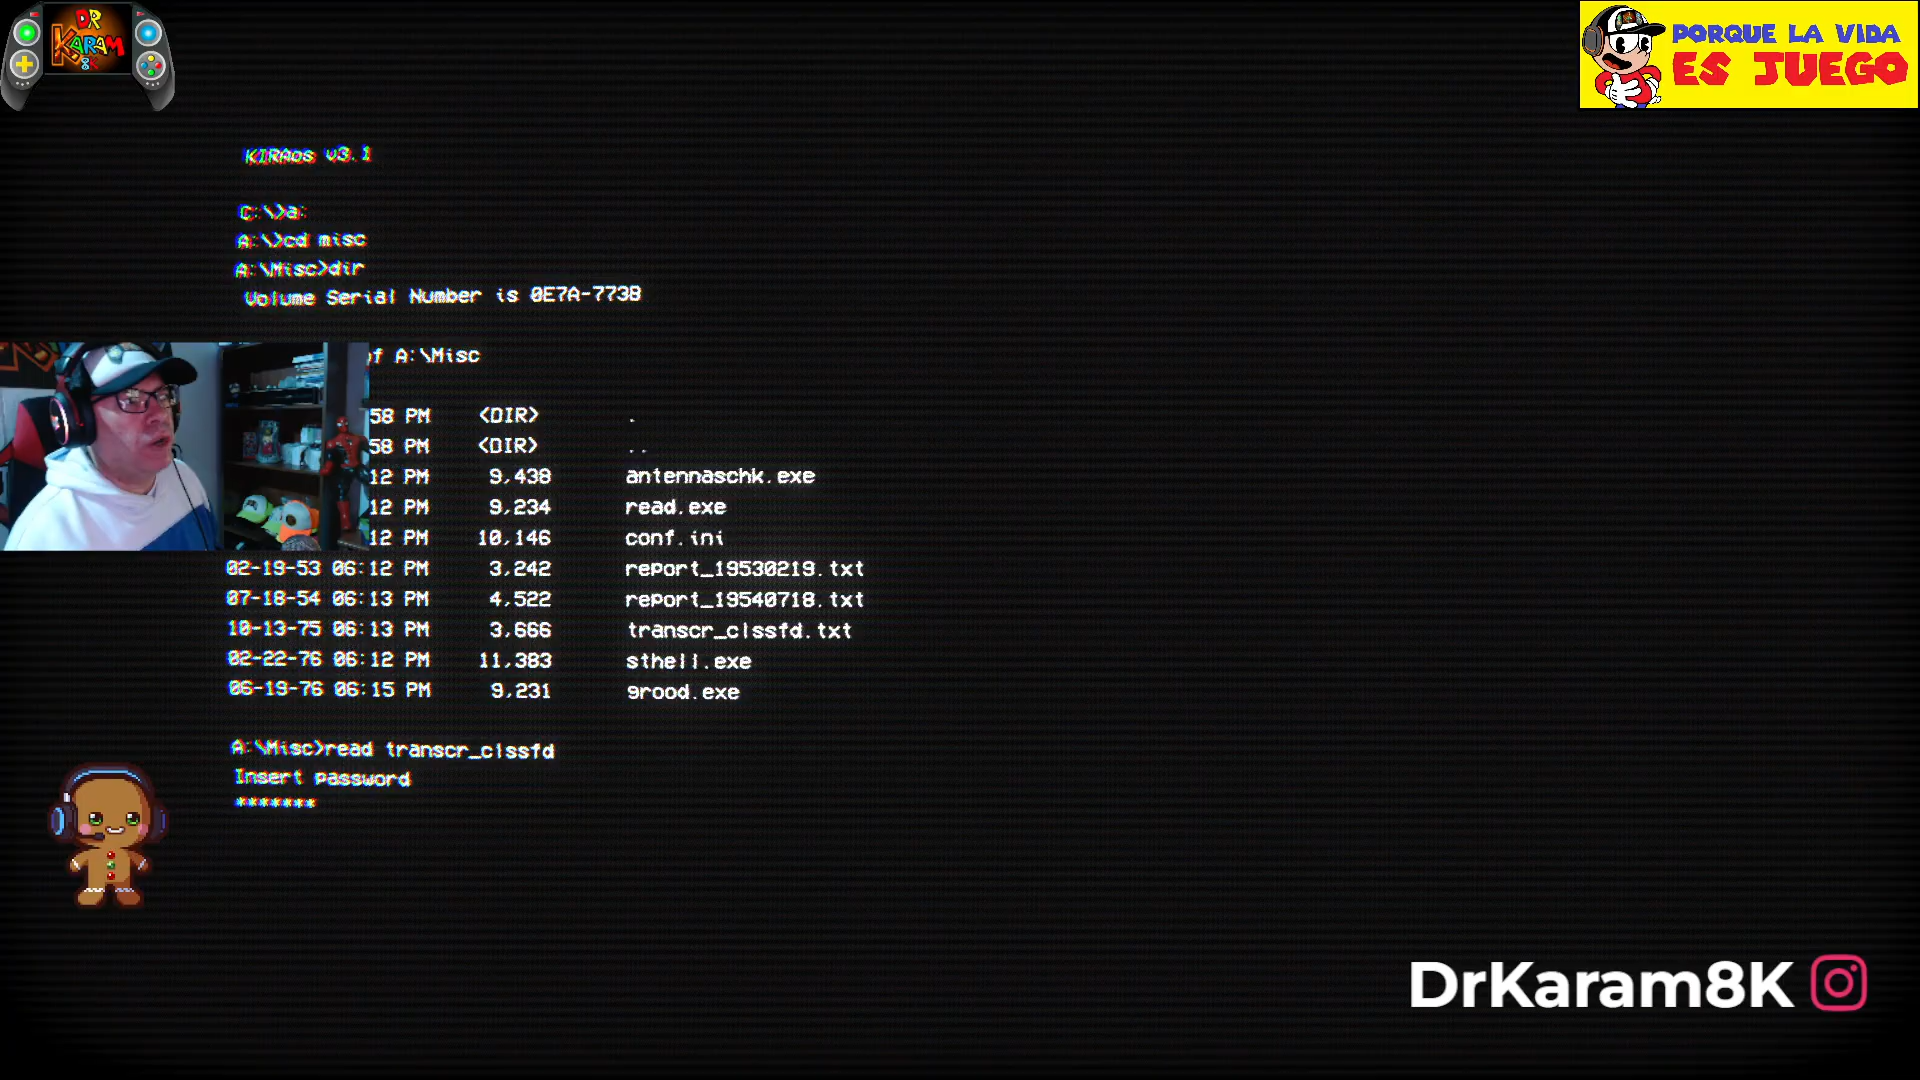 DR
KARAM
8K
PORQUE LA VIDA
ES JUEGO
KIRAos v3.1
C:\>a:
A:\>cd misc
A:\Misc>dir
Volume Serial Number is 0E7A-7738
of A:\Misc
58 PM <DIR> .
58 PM <DIR> ..
12 PM 9,438 antennaschk.exe
12 PM 9,234 read.exe
12 PM 10,146 conf.ini
02-19-53 06:12 PM 3,242 report_19530219.txt
07-18-54 06:13 PM 4,522 report_19540718.txt
10-13-75 06:13 PM 3,666 transcr_clssfd.txt
02-22-76 06:12 PM 11,383 sthell.exe
06-19-76 06:15 PM 9,231 grood.exe
A:\Misc>read transcr_clssfd
Insert password
*******
DrKaram8K